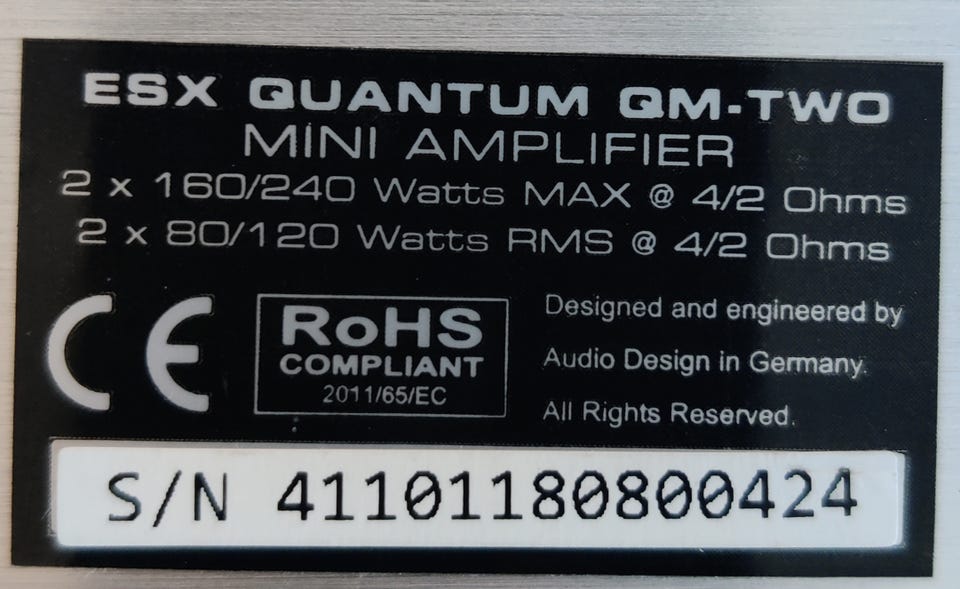 ESX QUANTUM QM-TWO
MINI AMPLIFIER
2 x 160/240 Watts MAX @ 4/2 Ohms
2 x 80/120 Watts RMS @ 4/2 Ohms
CE
RoHS
COMPLIANT
2011/65/EC
Designed and engineered by
Audio Design in Germany.
All Rights Reserved.
S/N 41101180800424